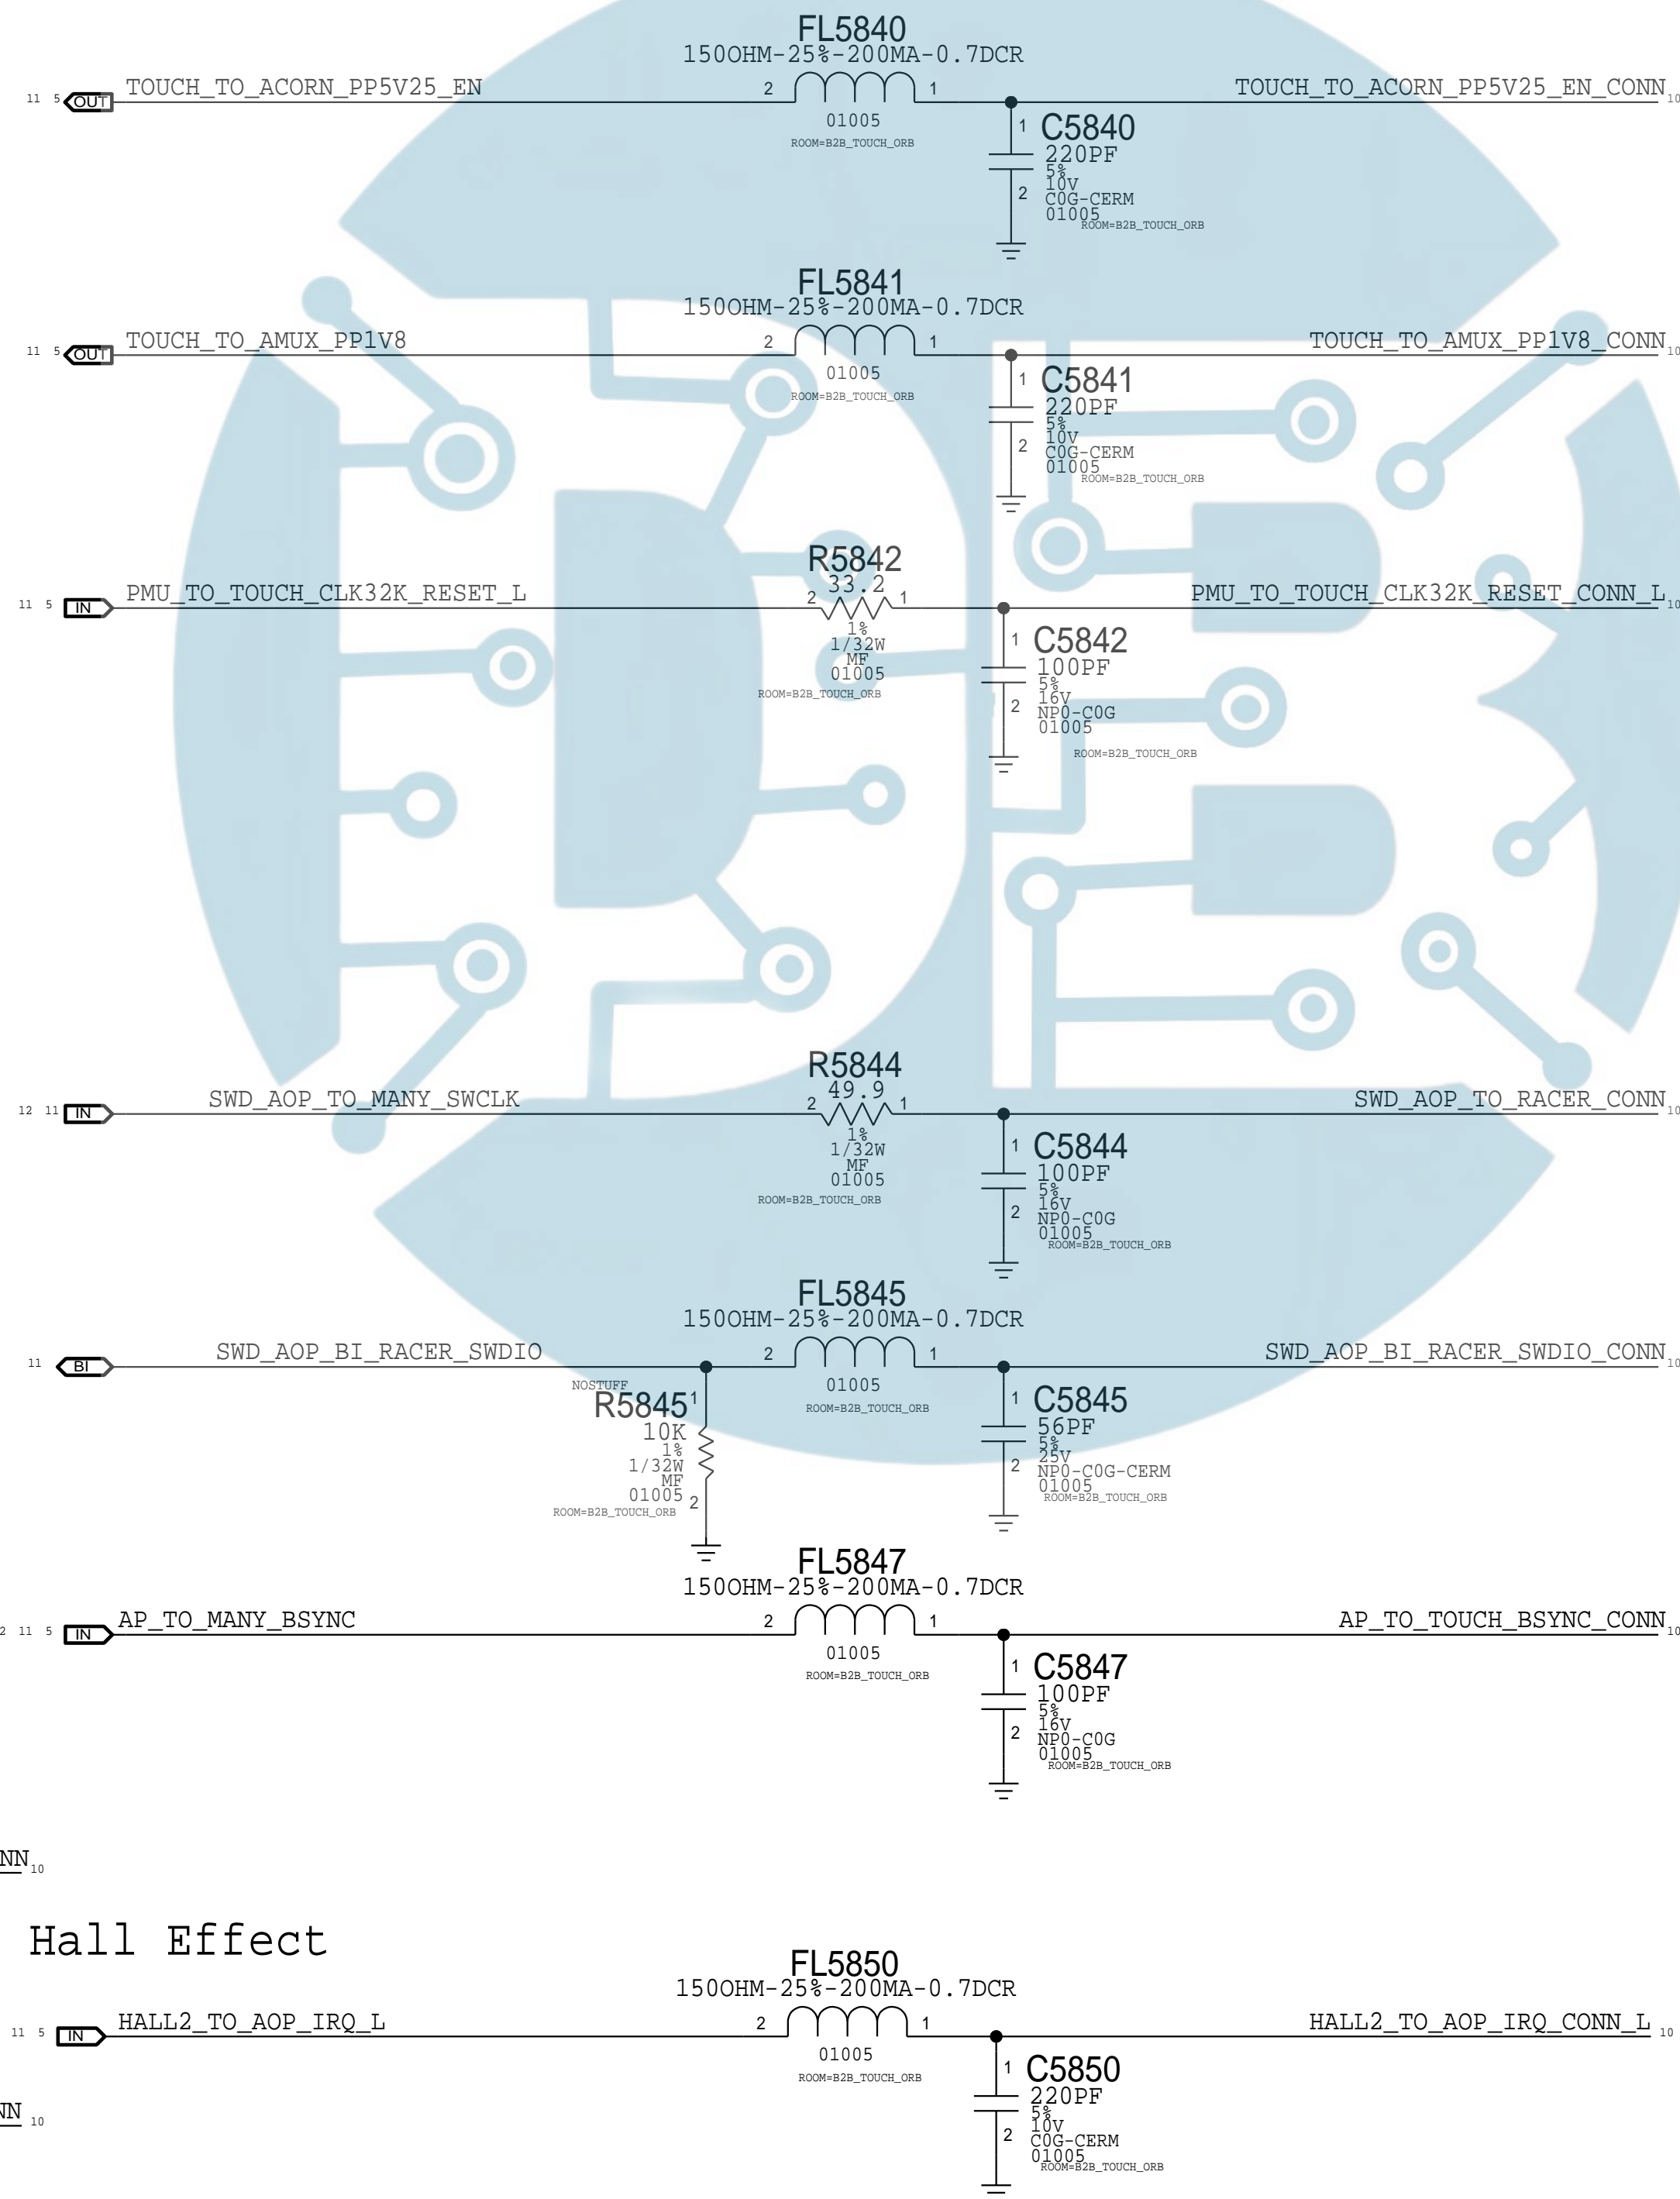 FL5840
150OHM-25%-200MA-0.7DCR
11 5 OUT TOUCH_TO_ACORN_PP5V25_EN 2 1 TOUCH_TO_ACORN_PP5V25_EN_CONN 10
01005
ROOM=B2B_TOUCH_ORB
1 C5840
220PF
5%
10V
2 C0G-CERM
01005
ROOM=B2B_TOUCH_ORB
FL5841
150OHM-25%-200MA-0.7DCR
11 5 OUT TOUCH_TO_AMUX_PP1V8 2 1 TOUCH_TO_AMUX_PP1V8_CONN 10
01005
ROOM=B2B_TOUCH_ORB
1 C5841
220PF
5%
10V
2 C0G-CERM
01005
ROOM=B2B_TOUCH_ORB
R5842
33.2
11 5 IN PMU_TO_TOUCH_CLK32K_RESET_L 2 1 PMU_TO_TOUCH_CLK32K_RESET_CONN_L 10
1%
1/32W
MF
01005
ROOM=B2B_TOUCH_ORB
1 C5842
100PF
5%
16V
2 NP0-C0G
01005
ROOM=B2B_TOUCH_ORB
R5844
49.9
12 11 IN SWD_AOP_TO_MANY_SWCLK 2 1 SWD_AOP_TO_RACER_CONN 10
1%
1/32W
MF
01005
ROOM=B2B_TOUCH_ORB
1 C5844
100PF
5%
16V
2 NP0-C0G
01005
ROOM=B2B_TOUCH_ORB
FL5845
150OHM-25%-200MA-0.7DCR
11 BI SWD_AOP_BI_RACER_SWDIO 2 1 SWD_AOP_BI_RACER_SWDIO_CONN 10
01005
ROOM=B2B_TOUCH_ORB
NOSTUFF
R5845 1
10K
1%
1/32W
MF
01005 2
ROOM=B2B_TOUCH_ORB
1 C5845
56PF
5%
25V
2 NP0-C0G-CERM
01005
ROOM=B2B_TOUCH_ORB
FL5847
150OHM-25%-200MA-0.7DCR
2 11 5 IN AP_TO_MANY_BSYNC 2 1 AP_TO_TOUCH_BSYNC_CONN 10
01005
ROOM=B2B_TOUCH_ORB
1 C5847
100PF
5%
16V
2 NP0-C0G
01005
ROOM=B2B_TOUCH_ORB
NN 10
Hall Effect
FL5850
150OHM-25%-200MA-0.7DCR
11 5 IN HALL2_TO_AOP_IRQ_L 2 1 HALL2_TO_AOP_IRQ_CONN_L 10
01005
ROOM=B2B_TOUCH_ORB
1 C5850
220PF
5%
10V
2 C0G-CERM
01005
ROOM=B2B_TOUCH_ORB
NN 10